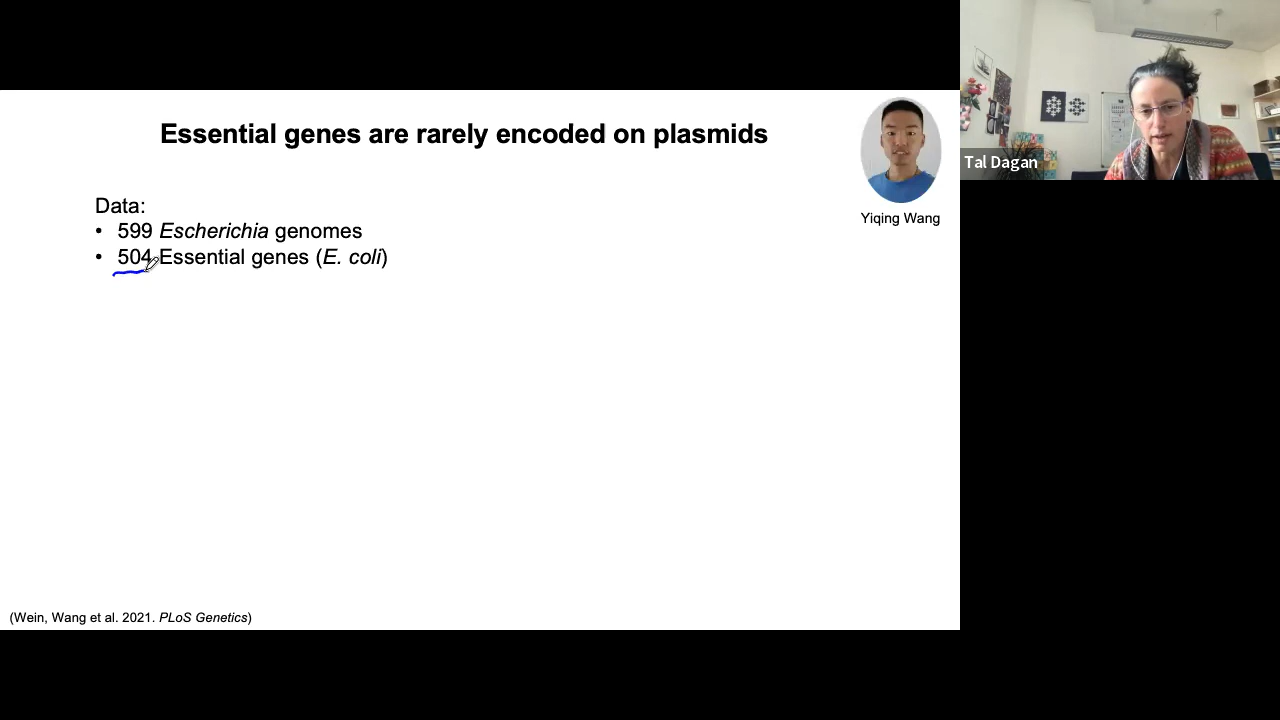 Essential genes are rarely encoded on plasmids
Tal Dagan
Yiqing Wang
Data:
• 599 Escherichia genomes
• 504 Essential genes (E. coli)
(Wein, Wang et al. 2021. PLoS Genetics)